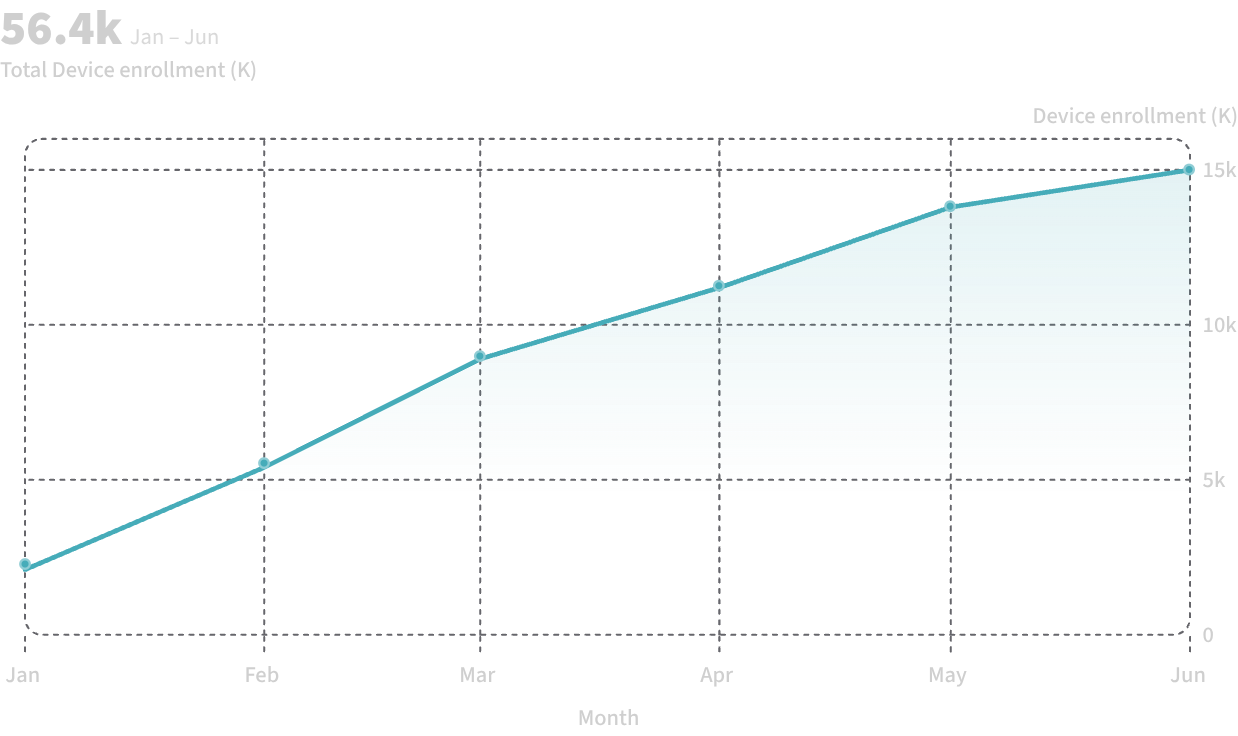 56.4k Jan – Jun
Total Device enrollment (K)
Device enrollment (K)
15k
10k
5k
0
Jan Feb Mar Apr May Jun
Month